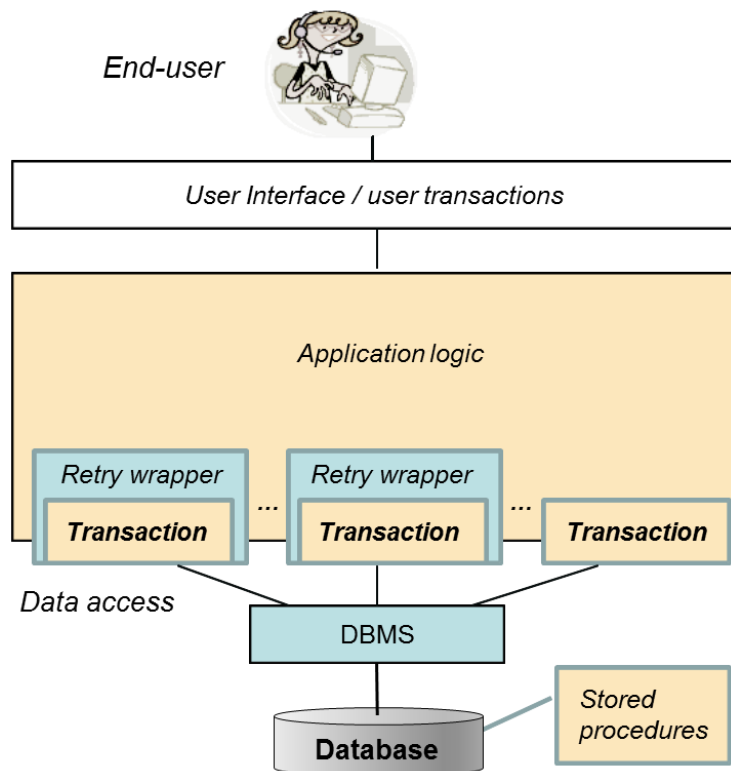 End-user
User Interface / user transactions
Application logic
Retry wrapper
Retry wrapper
...
...
Transaction
Transaction
Transaction
Data access
DBMS
Stored
procedures
Database